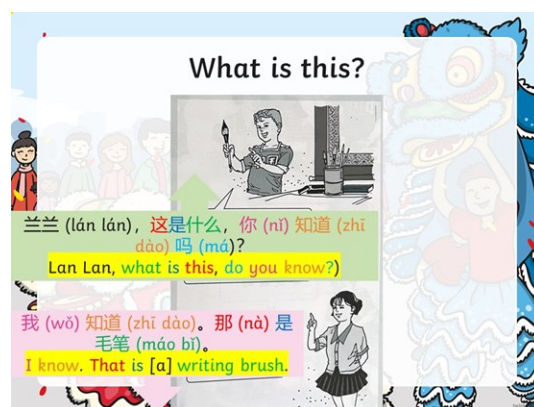 What is this?
兰兰 (lán lán)，这是什么，你 (nǐ) 知道 (zhī
dào) 吗 (má)?
Lan Lan, what is this, do you know?)
我 (wǒ) 知道 (zhī dào)。那 (nà) 是
毛笔 (máo bǐ)。
I know. That is [a] writing brush.